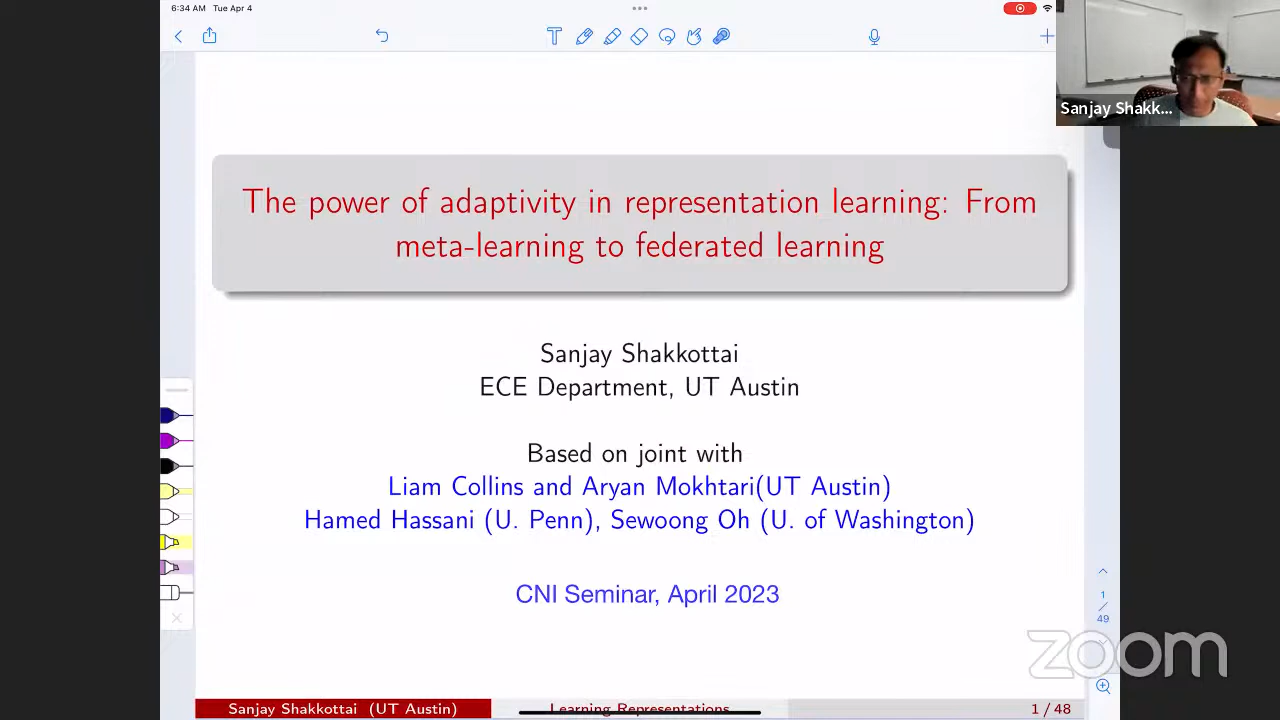 6:34 AM Tue Apr 4
Sanjay Shakk...
The power of adaptivity in representation learning: From
meta-learning to federated learning
Sanjay Shakkottai
ECE Department, UT Austin
Based on joint with
Liam Collins and Aryan Mokhtari(UT Austin)
Hamed Hassani (U. Penn), Sewoong Oh (U. of Washington)
CNI Seminar, April 2023
1
/
49
zoom
Sanjay Shakkottai (UT Austin)
Learning Representations
1 / 48